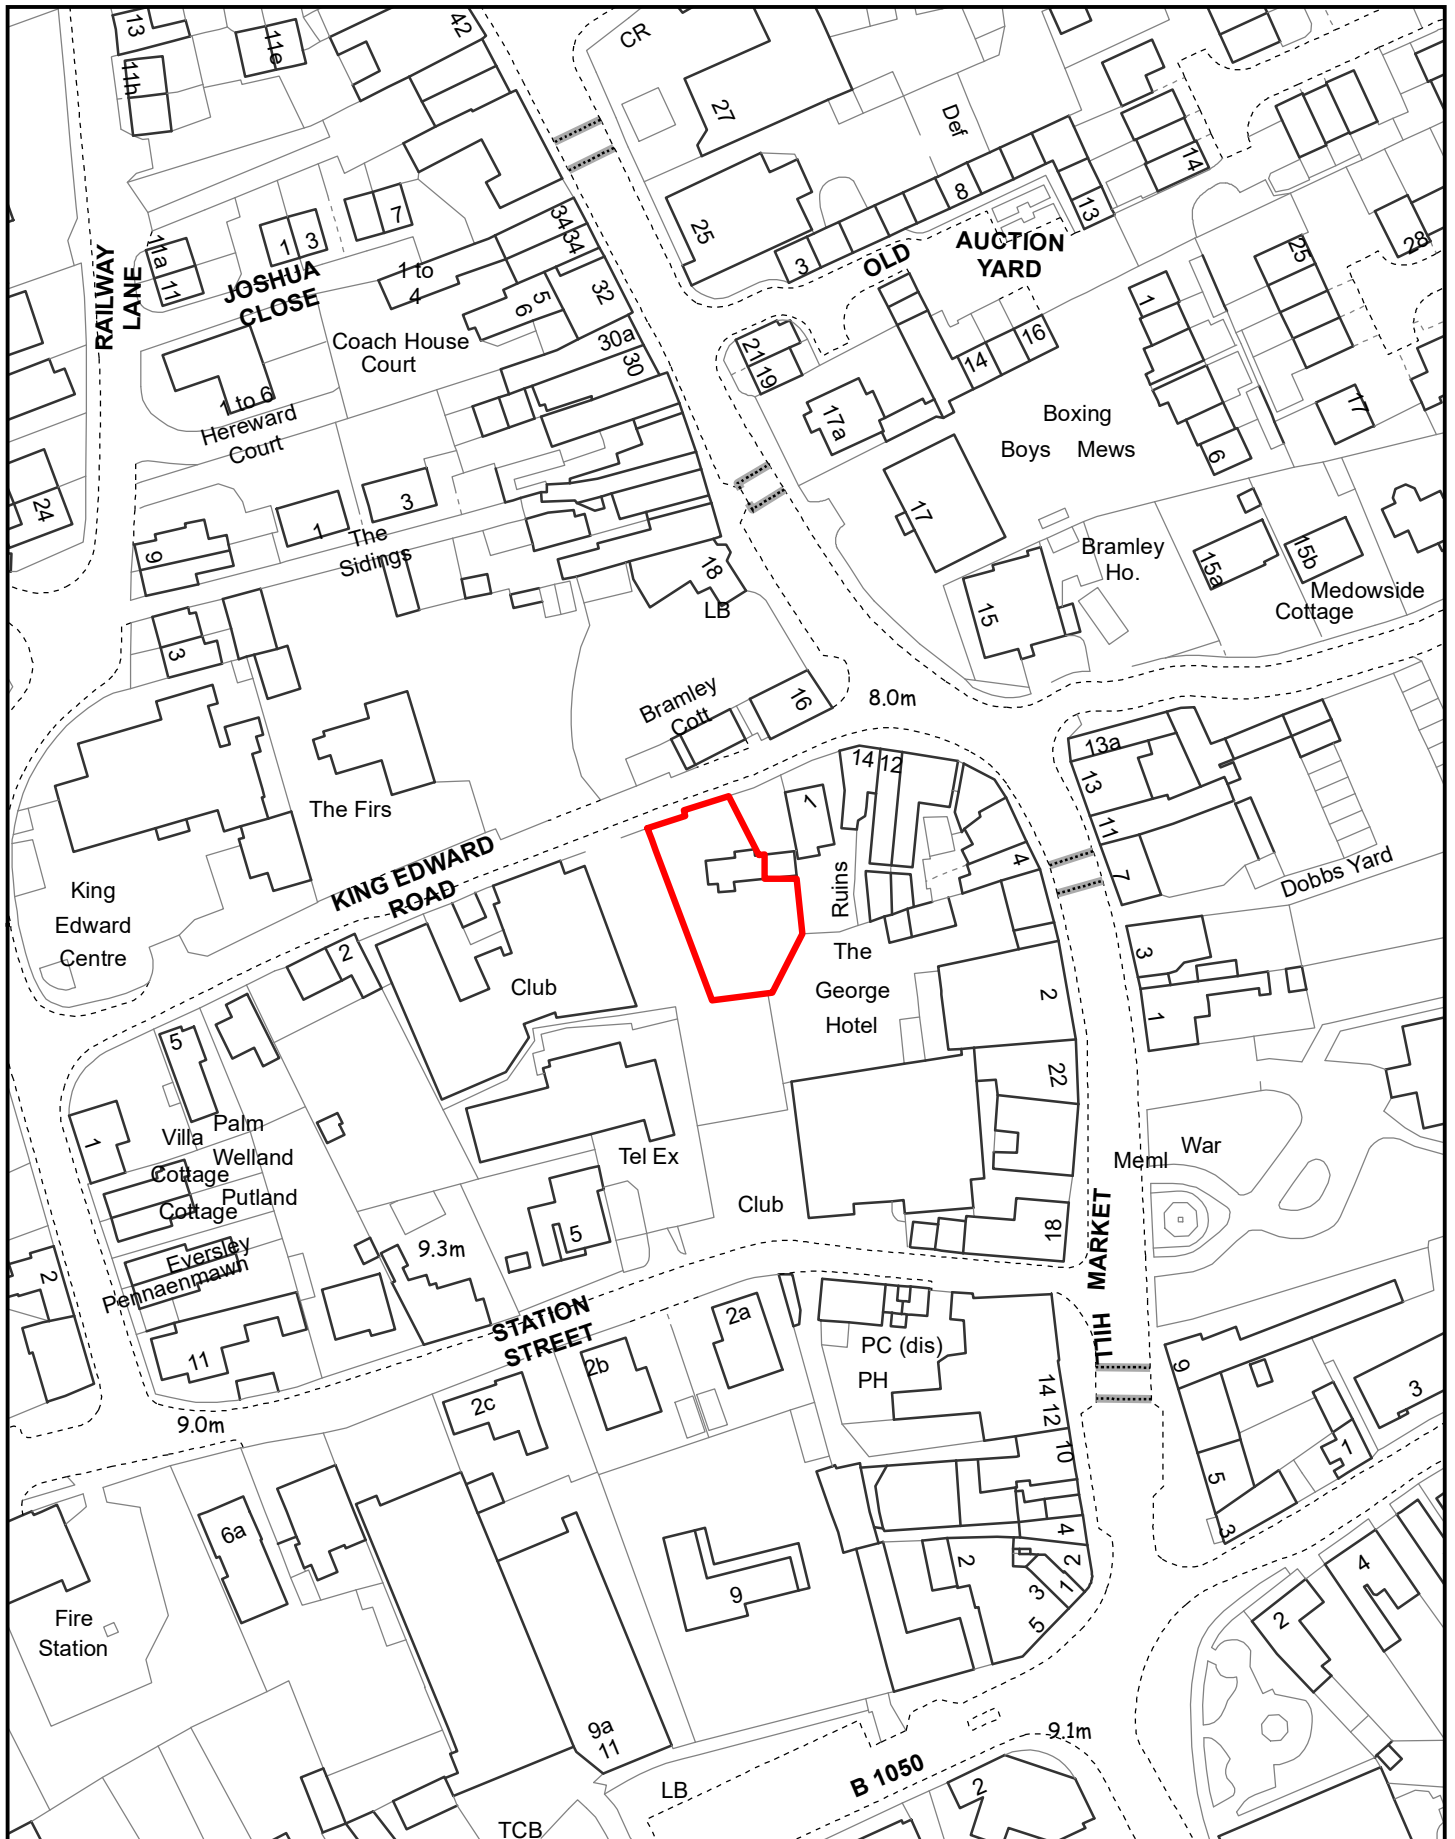 13
11e
42
CR
11h
27
Def
14
8
13
25
7
34
34
1
3
11a
11
RAILWAY
LANE
JOSHUA
CLOSE
1 to
4
5
6
32
3
OLD
AUCTION
YARD
25
28
1
Coach House
Court
30a
30
21
19
14
16
1 to 6
Hereward
Court
17a
Boxing
Boys Mews
17
6
24
1
3
The
Sidings
9
17
18
LB
Bramley
Ho.
15a
15b
Medowside
Cottage
15
3
Bramley
Cott
16
8.0m
13a
13
11
7
14
12
1
4
The Firs
KING EDWARD
ROAD
King
Edward
Centre
Ruins
Dobbs Yard
2
Club
The
George
Hotel
2
3
1
5
22
1
Palm
Villa
Welland
Cottage
Putland
Cottage
Eversley
Pennaenmawn
Tel Ex
Club
War
Meml
5
9.3m
18
MARKET
HILL
2
11
STATION
STREET
2a
2b
2c
PC (dis)
PH
14
12
10
9
3
1
5
3
9.0m
6a
4
2
2
1
3
5
9
4
2
Fire
Station
9a
11
9.1m
B 1050
LB
2
TCB